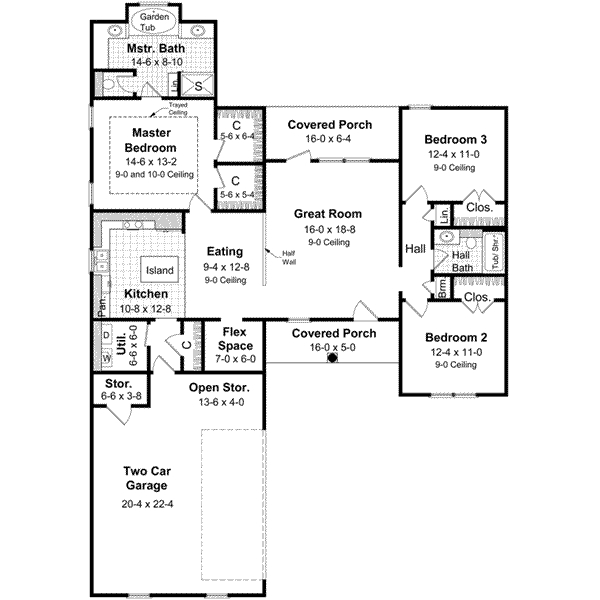 Garden
Tub
Mstr. Bath
14-6 x 8-10
Lin.
S
Trayed
Ceiling
Master
Bedroom
14-6 x 13-2
9-0 and 10-0 Ceiling
C
5-6 x 6-4
C
5-6 x 5-4
Covered Porch
16-0 x 6-4
Bedroom 3
12-4 x 11-0
9-0 Ceiling
Lin.
Clos.
Great Room
16-0 x 18-8
9-0 Ceiling
Half
Wall
Eating
9-4 x 12-8
9-0 Ceiling
Island
Kitchen
10-8 x 12-8
Pan.
Hall
Hall
Bath
Tub/ Shr.
Brm.
Clos.
Bedroom 2
12-4 x 11-0
9-0 Ceiling
D
W
Util.
6-6 x 6-0
C
Flex
Space
7-0 x 6-0
Covered Porch
16-0 x 5-0
Stor.
6-6 x 3-8
Open Stor.
13-6 x 4-0
Two Car
Garage
20-4 x 22-4